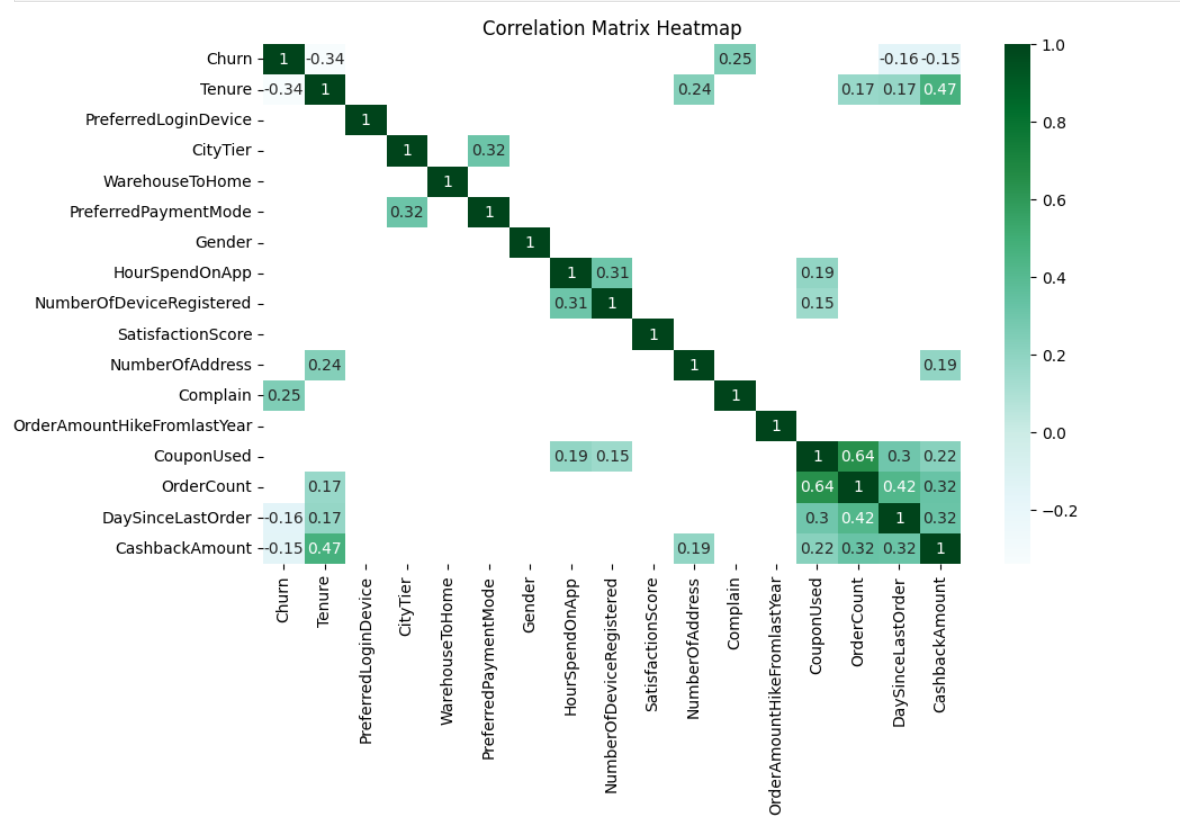 Correlation Matrix Heatmap
Churn 1 -0.34 0.25 -0.16 -0.15
Tenure -0.34 1 0.24 0.17 0.17 0.47
PreferredLoginDevice 1
CityTier 1 0.32
WarehouseToHome 1
PreferredPaymentMode 0.32 1
Gender 1
HourSpendOnApp 1 0.31 0.19
NumberOfDeviceRegistered 0.31 1 0.15
SatisfactionScore 1
NumberOfAddress 0.24 1 0.19
Complain 0.25 1
OrderAmountHikeFromlastYear 1
CouponUsed 0.19 0.15 1 0.64 0.3 0.22
OrderCount 0.17 0.64 1 0.42 0.32
DaySinceLastOrder -0.16 0.17 0.3 0.42 1 0.32
CashbackAmount -0.15 0.47 0.19 0.22 0.32 0.32 1
Churn
Tenure
PreferredLoginDevice
CityTier
WarehouseToHome
PreferredPaymentMode
Gender
HourSpendOnApp
NumberOfDeviceRegistered
SatisfactionScore
NumberOfAddress
Complain
OrderAmountHikeFromlastYear
CouponUsed
OrderCount
DaySinceLastOrder
CashbackAmount
1.0
0.8
0.6
0.4
0.2
0.0
−0.2